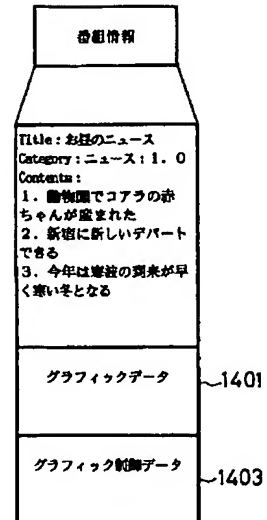 番組情報
Title：お昼のニュース
Category：ニュース：1．0
Contents：
1．動物園でコアラの赤
ちゃんが産まれた
2．新宿に新しいデパート
できる
3．今年は寒波の到来が早
く寒い冬となる
グラフィックデータ
1401
グラフィック制御データ
1403